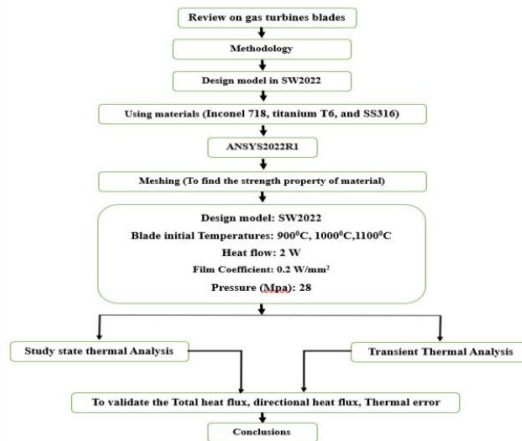 Review on gas turbines blades
Methodology
Design model in SW2022
Using materials (Inconel 718, titanium T6, and SS316)
ANSYS2022R1
Meshing (To find the strength property of material)
Design model: SW2022
Blade initial Temperatures: 900⁰C, 1000⁰C,1100⁰C
Heat flow: 2 W
Film Coefficient: 0.2 W/mm²
Pressure (Mpa): 28
Study state thermal Analysis
Transient Thermal Analysis
To validate the Total heat flux, directional heat flux, Thermal error
Conclusions